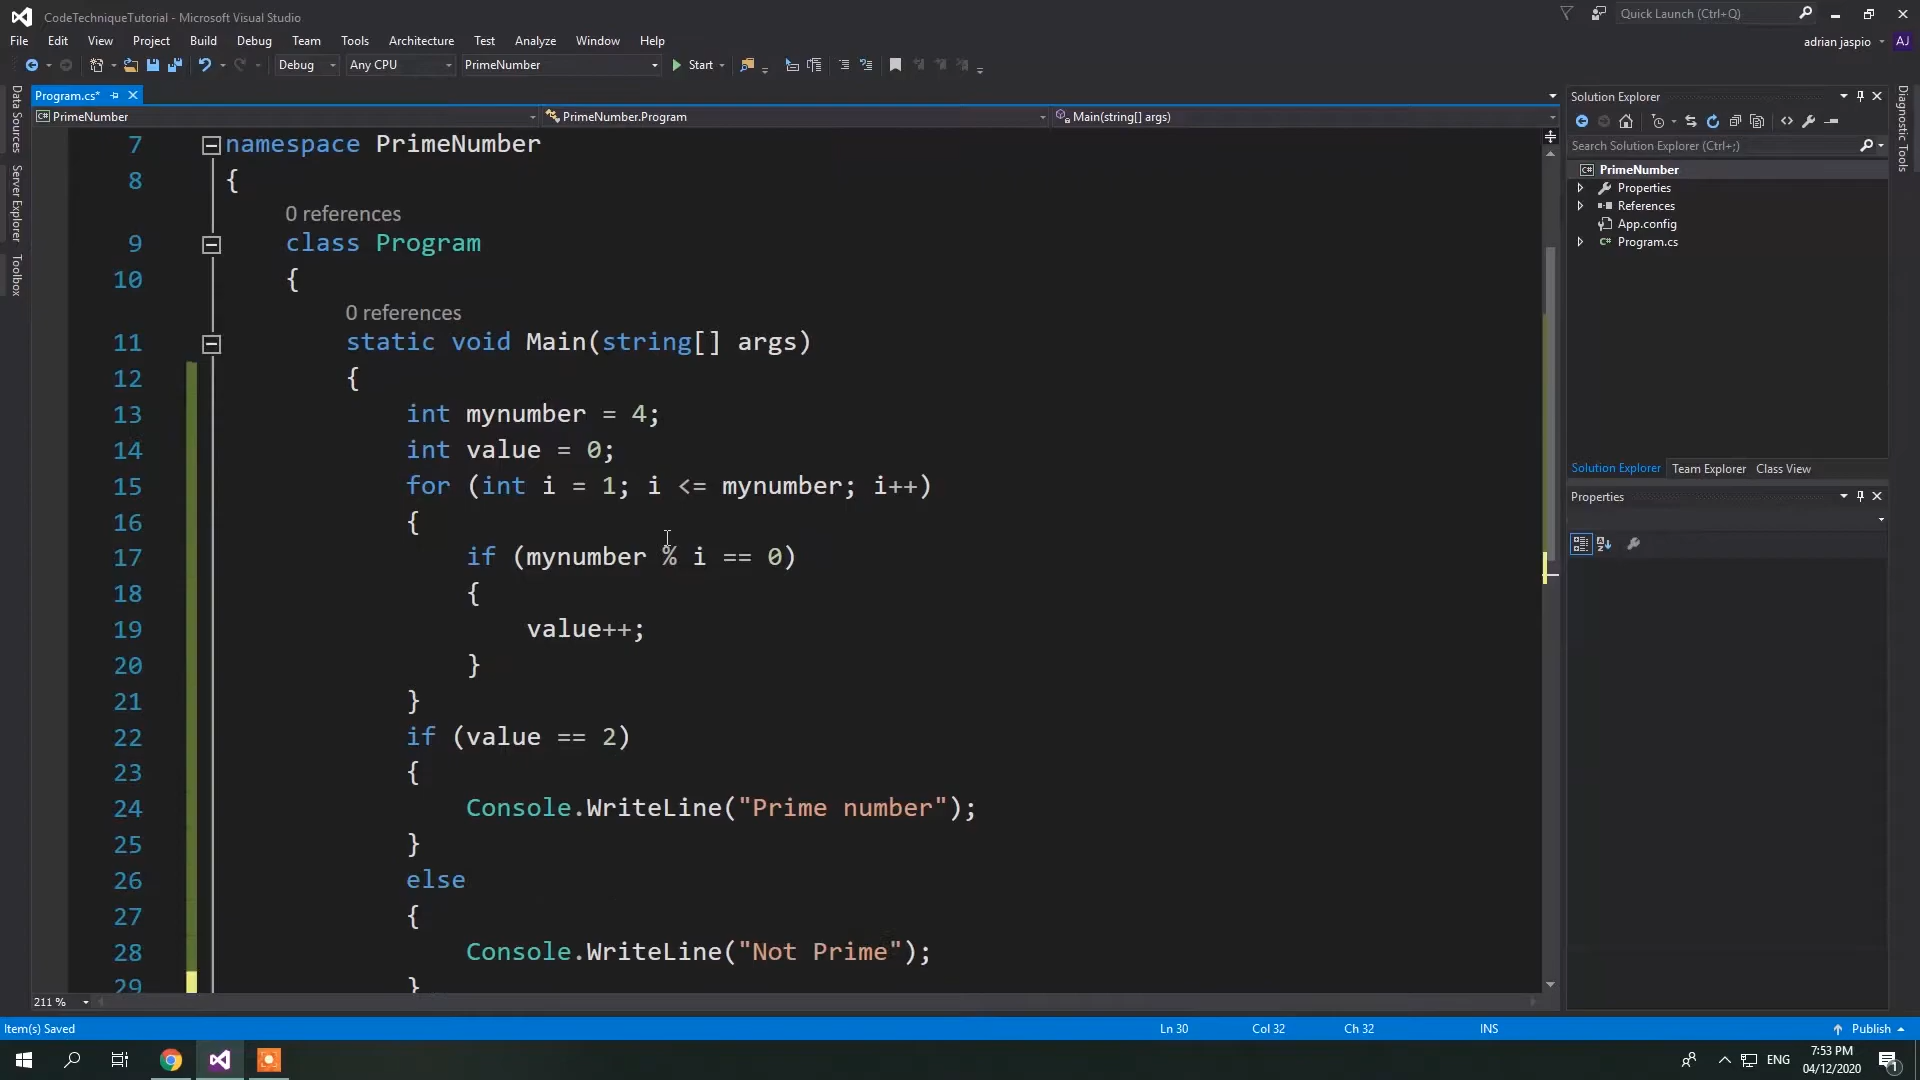 CodeTechniqueTutorial - Microsoft Visual Studio
Quick Launch (Ctrl+Q)
File Edit View Project Build Debug Team Tools Architecture Test Analyze Window Help
adrian jaspio AJ
Debug Any CPU PrimeNumber Start
Program.cs*
PrimeNumber PrimeNumber.Program Main(string[] args)
Data Sources
Server Explorer
Toolbox
7 namespace PrimeNumber
8 {
0 references
9 class Program
10 {
0 references
11 static void Main(string[] args)
12 {
13 int mynumber = 4;
14 int value = 0;
15 for (int i = 1; i <= mynumber; i++)
16 {
17 if (mynumber % i == 0)
18 {
19 value++;
20 }
21 }
22 if (value == 2)
23 {
24 Console.WriteLine("Prime number");
25 }
26 else
27 {
28 Console.WriteLine("Not Prime");
29 }
211 %
Solution Explorer
Search Solution Explorer (Ctrl+;)
PrimeNumber
Properties
References
App.config
C# Program.cs
Solution Explorer Team Explorer Class View
Properties
Diagnostic Tools
Item(s) Saved Ln 30 Col 32 Ch 32 INS Publish
ENG
7:53 PM
04/12/2020
1